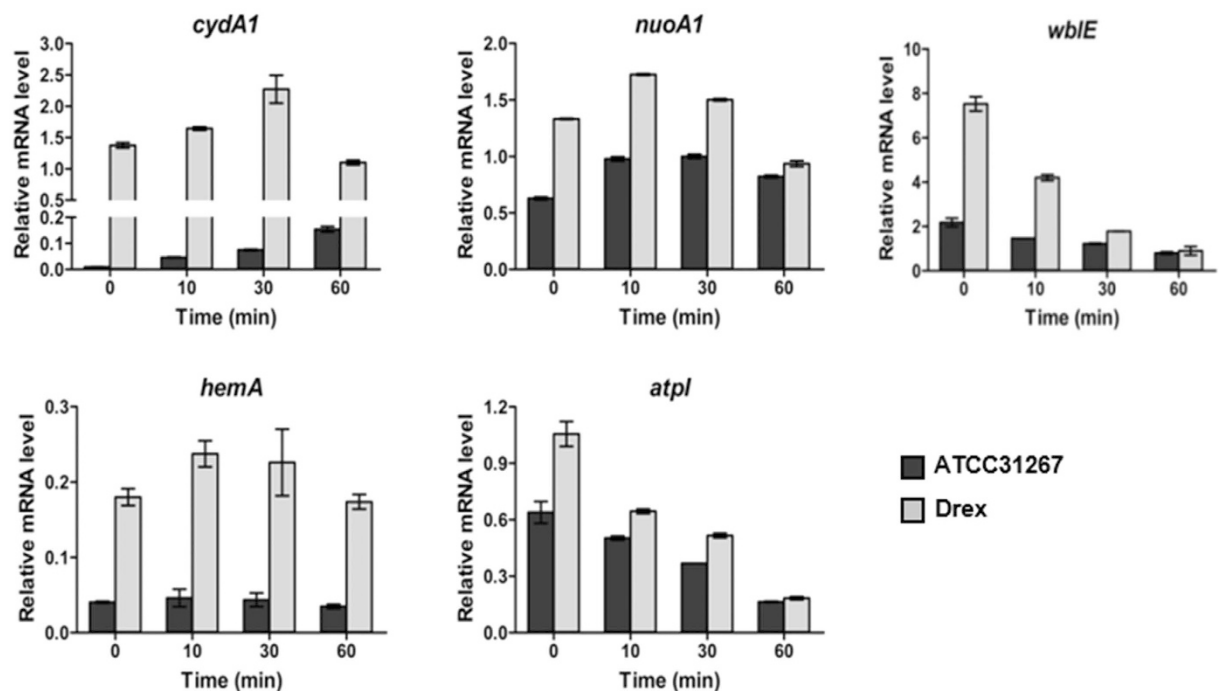 cydA1
Relative mRNA level
3.0
2.5
2.0
1.5
1.0
0.5
0.2
0.1
0.0
0 10 30 60
Time (min)
nuoA1
Relative mRNA level
2.0
1.5
1.0
0.5
0.0
0 10 30 60
Time (min)
wblE
Relative mRNA level
10
8
6
4
2
0
0 10 30 60
Time (min)
hemA
Relative mRNA level
0.3
0.2
0.1
0.0
0 10 30 60
Time (min)
atpI
Relative mRNA level
1.2
0.9
0.6
0.3
0.0
0 10 30 60
Time (min)
ATCC31267
Drex